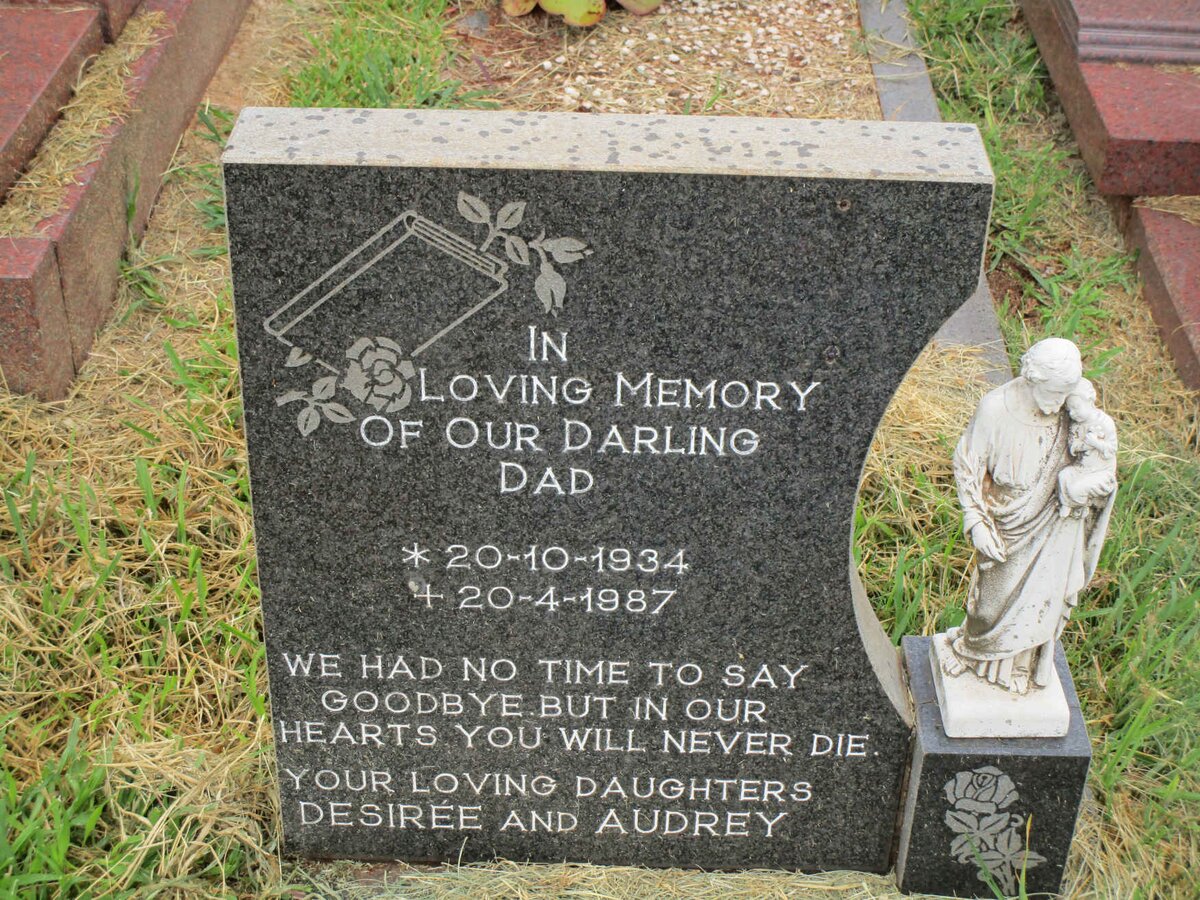 In
Loving Memory
Of Our Darling
Dad
* 20-10-1934
+ 20-4-1987
WE HAD NO TIME TO SAY
GOODBYE.BUT IN OUR
HEARTS YOU WILL NEVER DIE.
YOUR LOVING DAUGHTERS
DESIRÉE AND AUDREY